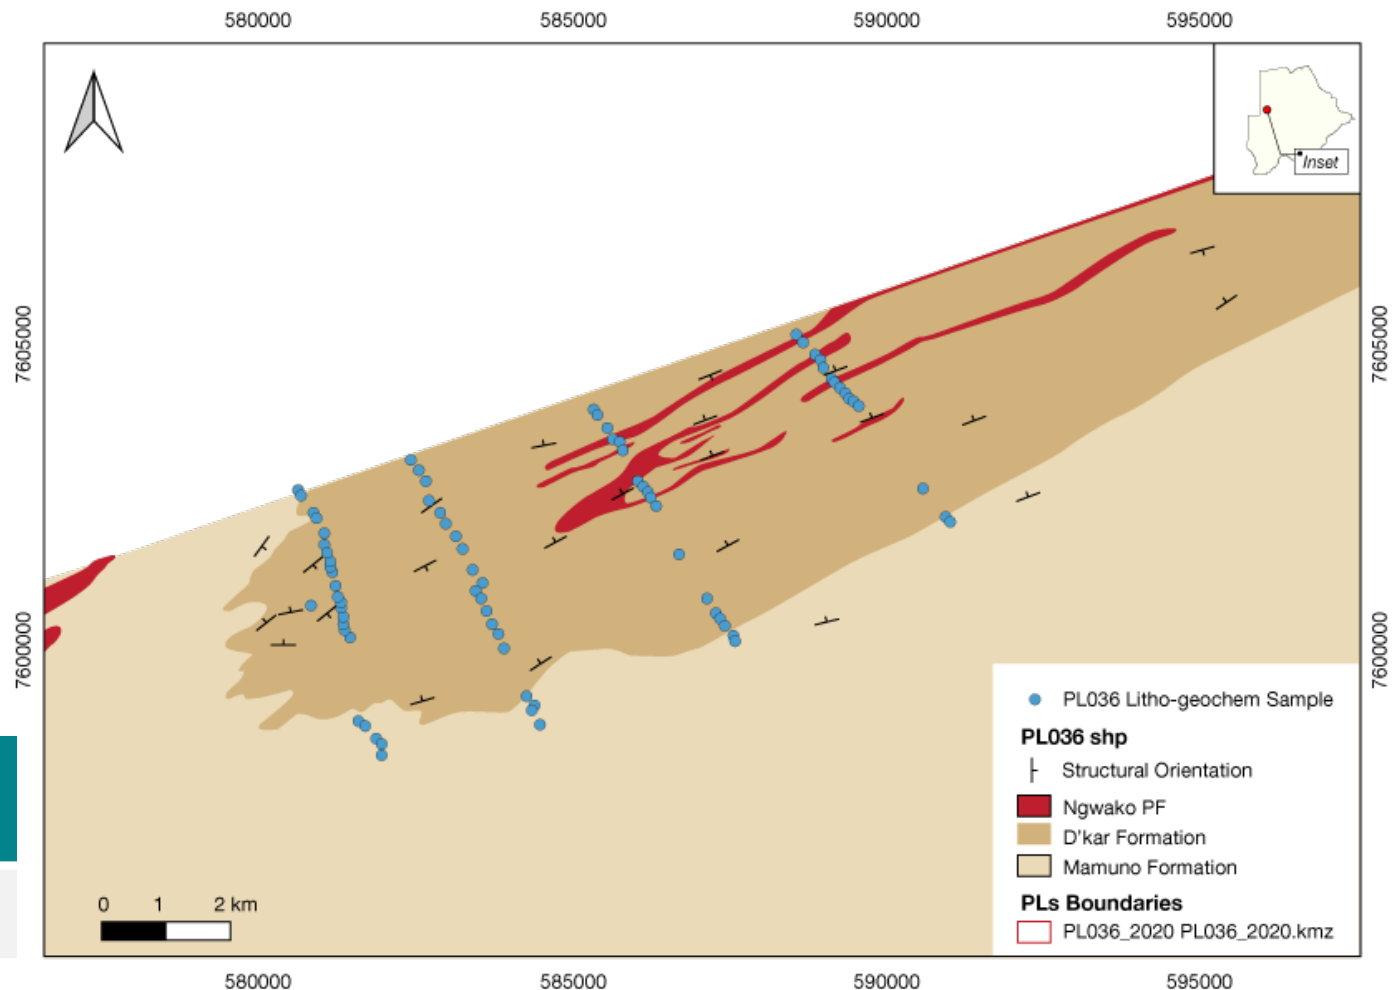 580000
585000
590000
595000
Inset
7605000
7605000
7600000
7600000
PL036 Litho-geochem Sample
PL036 shp
Structural Orientation
Ngwako PF
D'kar Formation
Mamuno Formation
PLs Boundaries
PL036_2020 PL036_2020.kmz
0 1 2 km
580000
585000
590000
595000